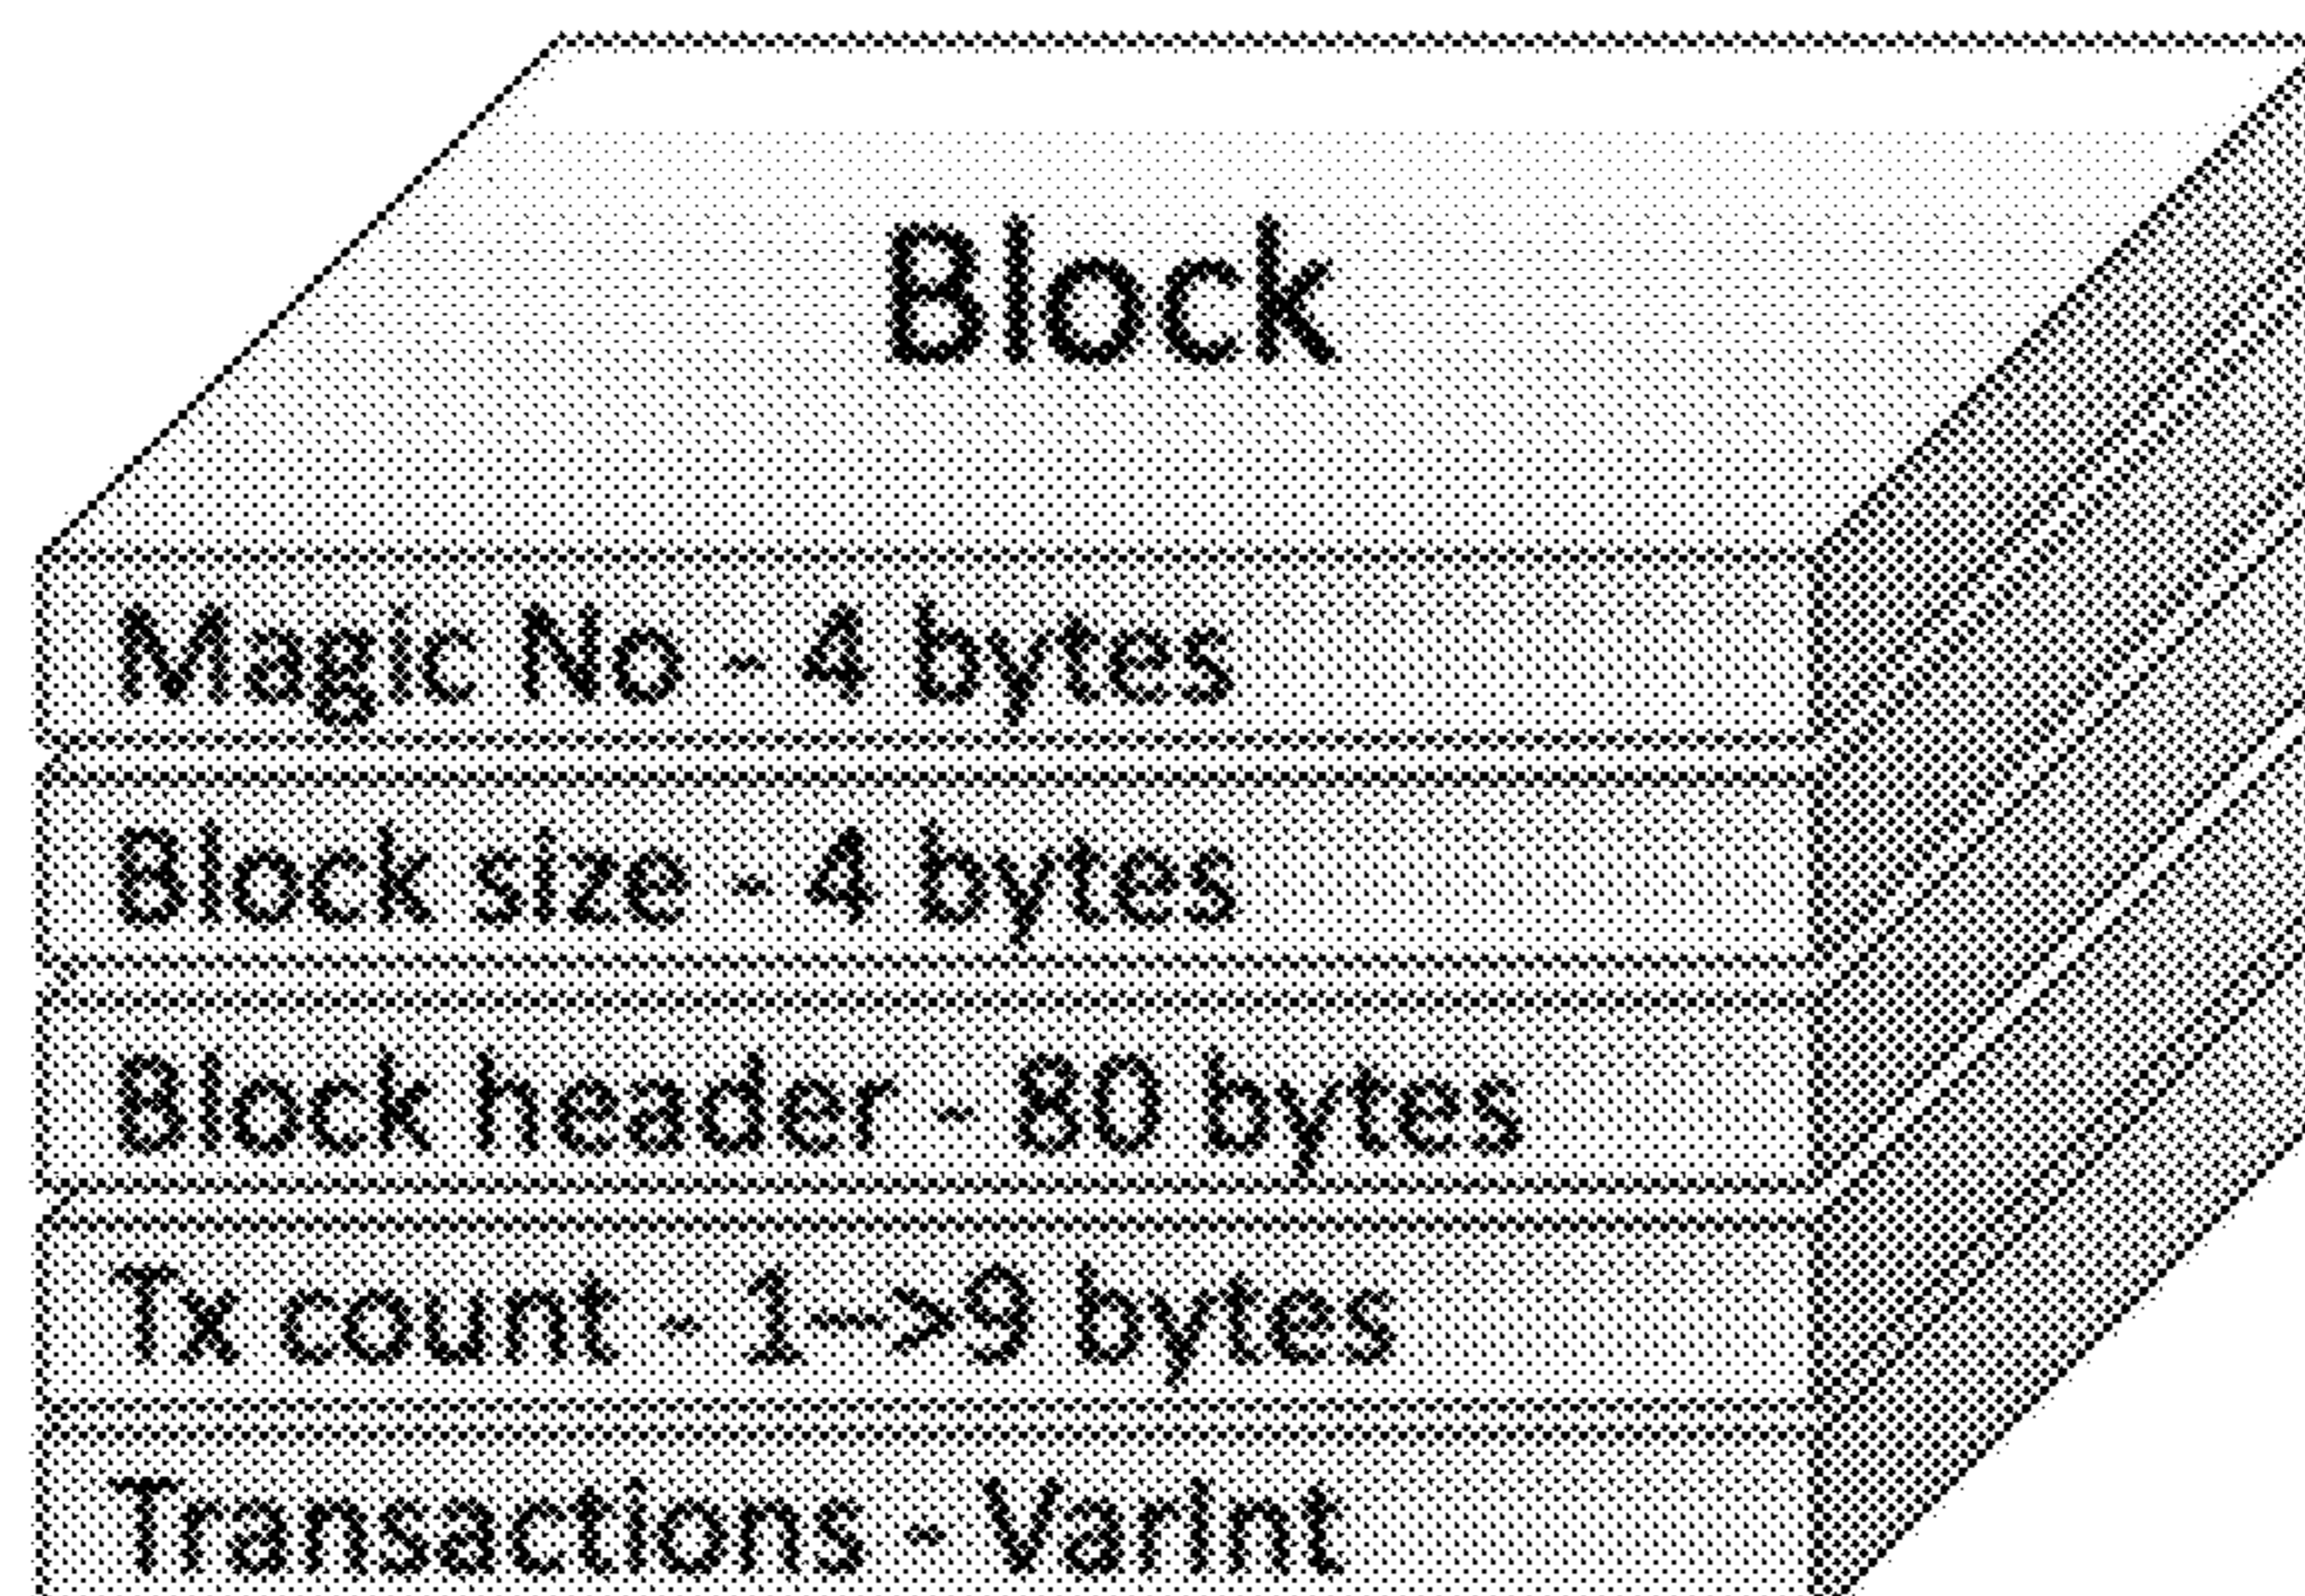 Block
Magic No - 4 bytes
Block size - 4 bytes
Block header - 80 bytes
Tx count - 1-->9 bytes
Transactions - VarInt